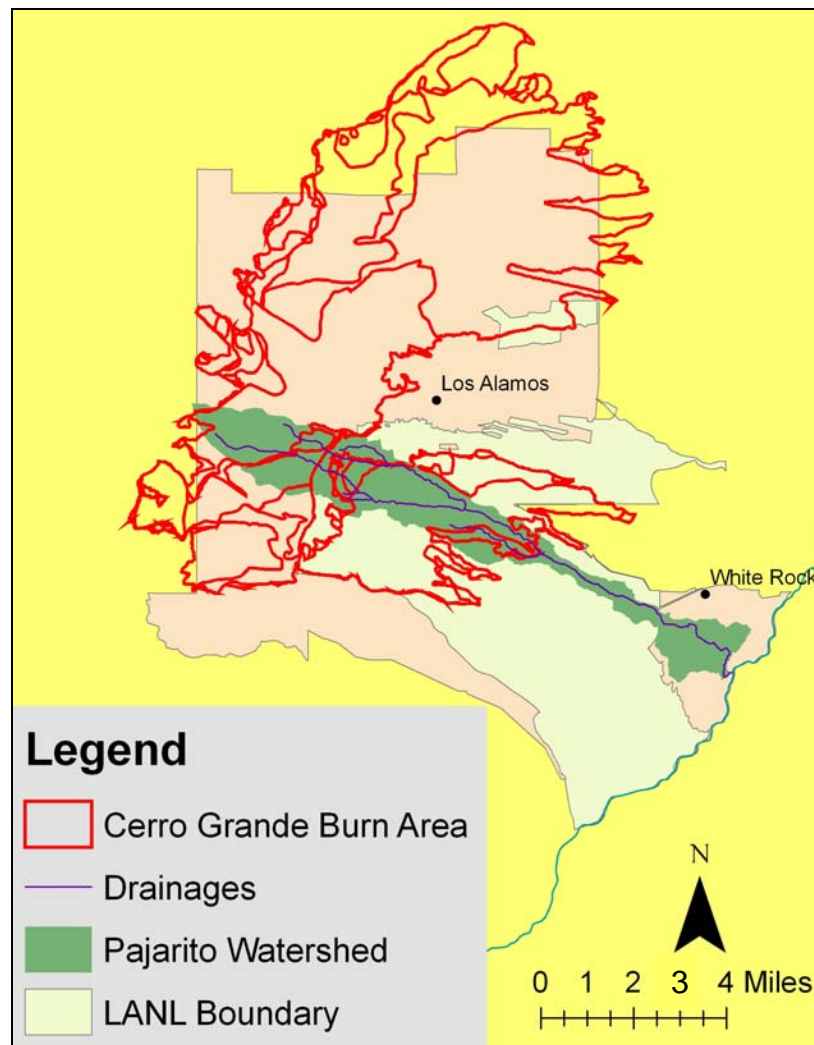 Los Alamos
White Rock
Legend
Cerro Grande Burn Area
Drainages
Pajarito Watershed
LANL Boundary
N
0 1 2 3 4 Miles